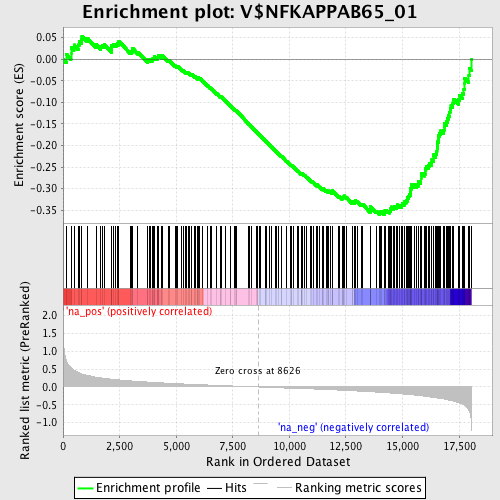 Enrichment plot: V$NFKAPPAB65_01
Enrichment score (ES)
0.05
0.00
-0.05
-0.10
-0.15
-0.20
-0.25
-0.30
-0.35
'na_pos' (positively correlated)
Ranked list metric (PreRanked)
2.0
1.5
1.0
0.5
0.0
-0.5
-1.0
Zero cross at 8626
'na_neg' (negatively correlated)
0
2,500
5,000
7,500
10,000
12,500
15,000
17,500
Rank in Ordered Dataset
Enrichment profile
Hits
Ranking metric scores